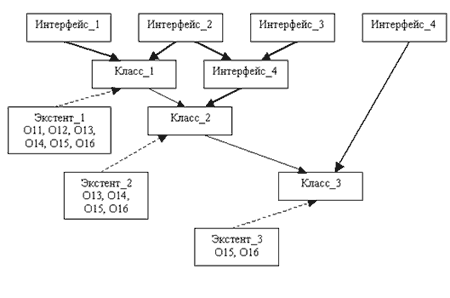 Интерфейс_1
Интерфейс_2
Интерфейс_3
Интерфейс_4
Класс_1
Интерфейс_4
Экстент_1
O11, O12, O13,
O14, O15, O16
Класс_2
Экстент_2
O13, O14,
O15, O16
Класс_3
Экстент_3
O15, O16